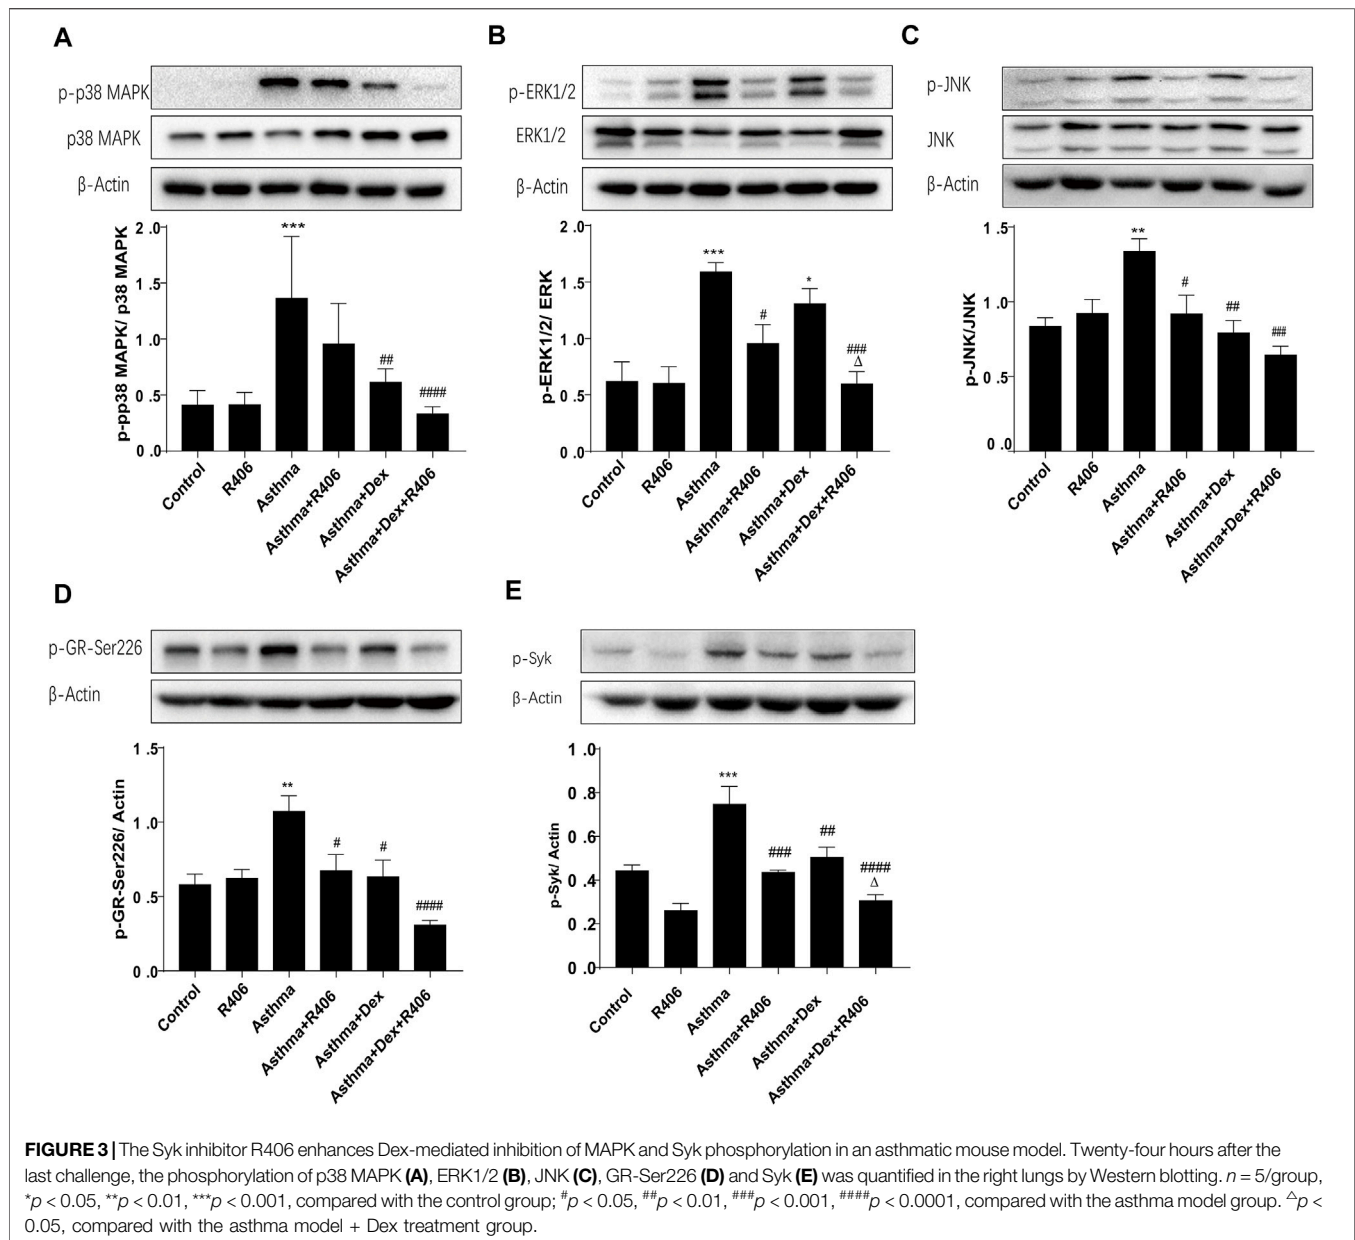 A
p-p38 MAPK
p38 MAPK
β-Actin
p-pp38 MAPK/ p38 MAPK
2.0
1.5
1.0
0.5
0.0
***
##
####
Control
R406
Asthma
Asthma+R406
Asthma+Dex
Asthma+Dex+R406
B
p-ERK1/2
ERK1/2
β-Actin
p-ERK1/2/ ERK
2.0
1.5
1.0
0.5
0.0
***
#
*
###
Δ
Control
R406
Asthma
Asthma+R406
Asthma+Dex
Asthma+Dex+R406
C
p-JNK
JNK
β-Actin
p-JNK/JNK
1.5
1.0
0.5
0.0
**
#
##
###
Control
R406
Asthma
Asthma+R406
Asthma+Dex
Asthma+Dex+R406
D
p-GR-Ser226
β-Actin
p-GR-Ser226/ Actin
1.5
1.0
0.5
0.0
**
#
#
####
Control
R406
Asthma
Asthma+R406
Asthma+Dex
Asthma+Dex+R406
E
p-Syk
β-Actin
p-Syk/ Actin
1.0
0.8
0.6
0.4
0.2
0.0
***
###
##
####
Δ
Control
R406
Asthma
Asthma+R406
Asthma+Dex
Asthma+Dex+R406
FIGURE 3 | The Syk inhibitor R406 enhances Dex-mediated inhibition of MAPK and Syk phosphorylation in an asthmatic mouse model. Twenty-four hours after the
last challenge, the phosphorylation of p38 MAPK (A), ERK1/2 (B), JNK (C), GR-Ser226 (D) and Syk (E) was quantified in the right lungs by Western blotting. n = 5/group,
*p < 0.05, **p < 0.01, ***p < 0.001, compared with the control group; #p < 0.05, ##p < 0.01, ###p < 0.001, ####p < 0.0001, compared with the asthma model group. △p <
0.05, compared with the asthma model + Dex treatment group.